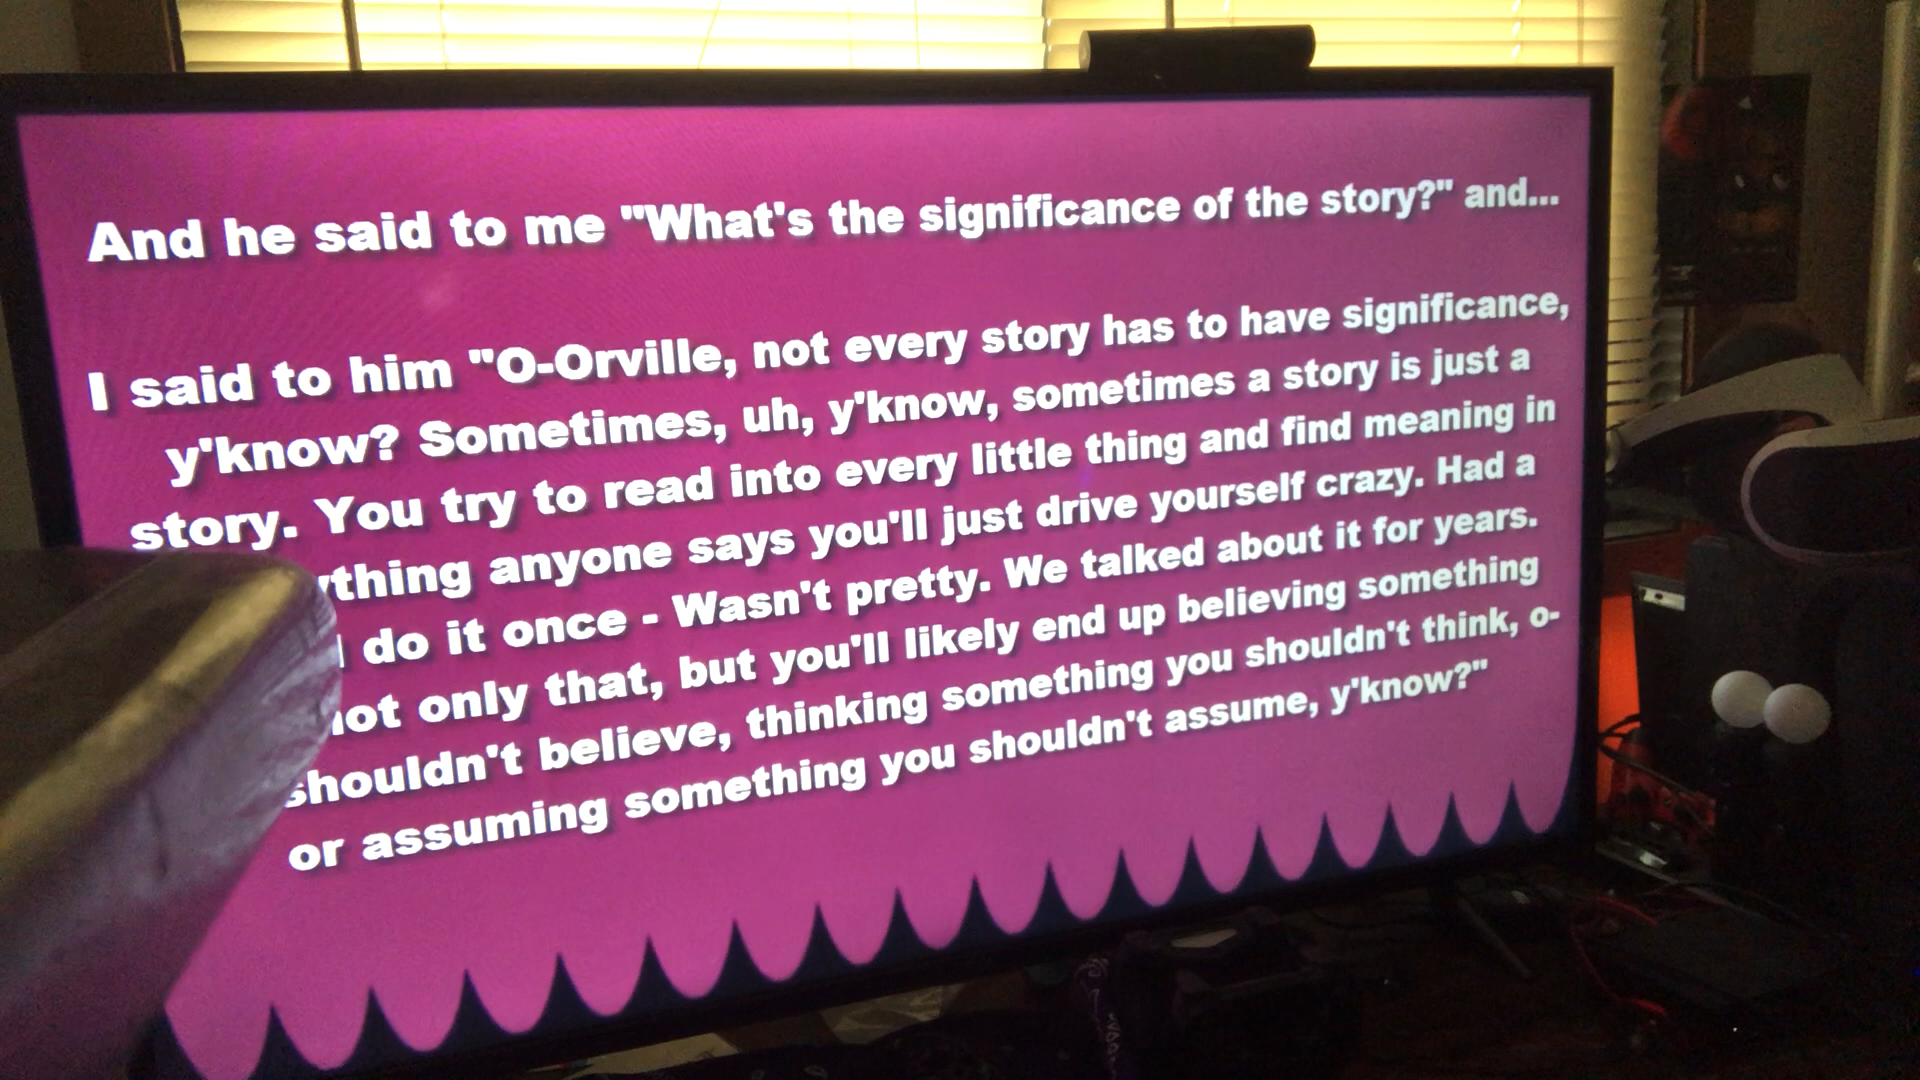 And he said to me "What's the significance of the story?" and...
I said to him "O-Orville, not every story has to have significance,
y'know? Sometimes, uh, y'know, sometimes a story is just a
story. You try to read into every little thing and find meaning in
anyone says you'll just drive yourself crazy. Had a
do it once - Wasn't pretty. We talked about it for years.
only that, but you'll likely end up believing something
shouldn't believe, thinking something you shouldn't think, o-
or assuming something you shouldn't assume, y'know?"